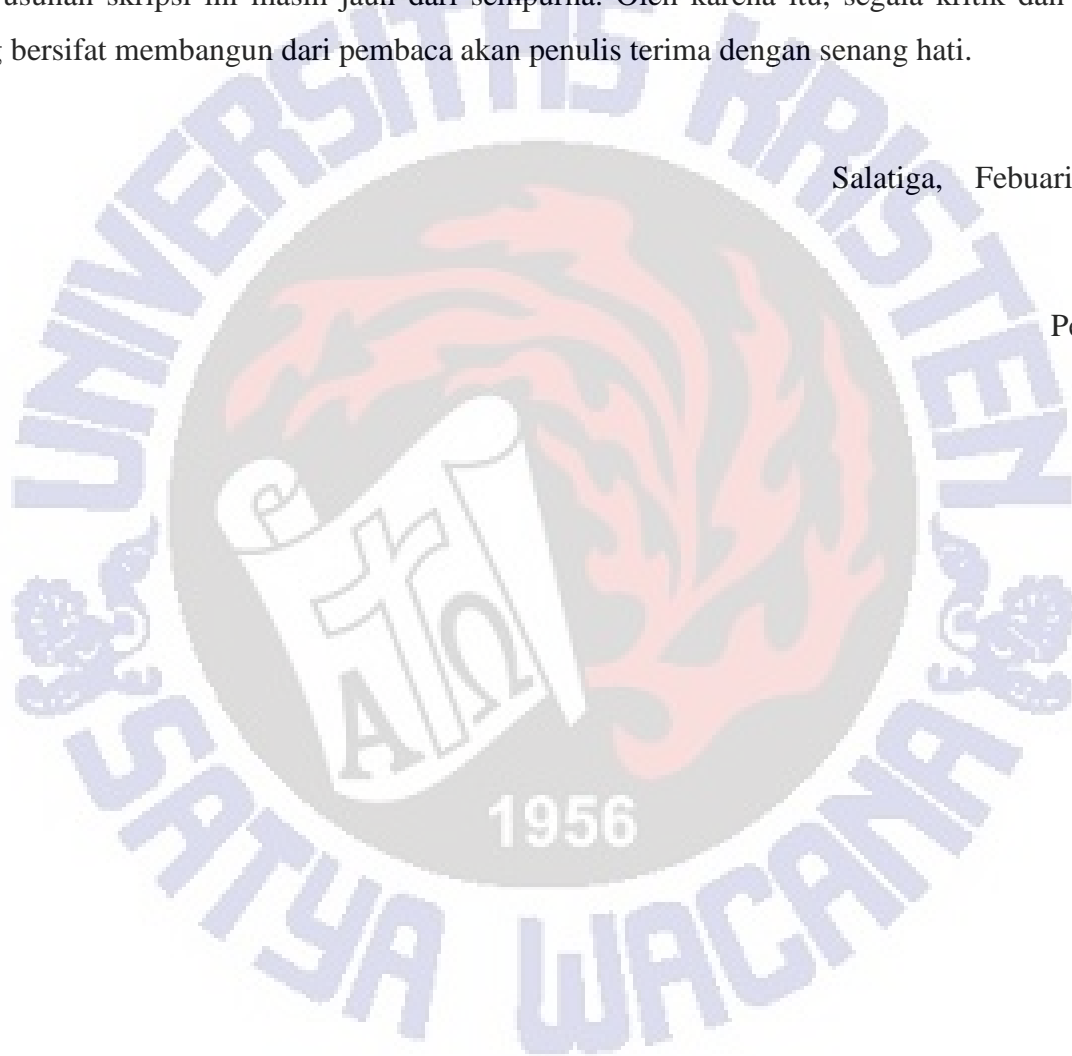 usunan skripsi ini masih jauh dari sempurna. Oleh karena itu, segala kritik dan
bersifat membangun dari pembaca akan penulis terima dengan senang hati.
Salatiga, Febuari
UNIVERSITAS KRISTEN
SATYA WACANA
Α Ω
1956